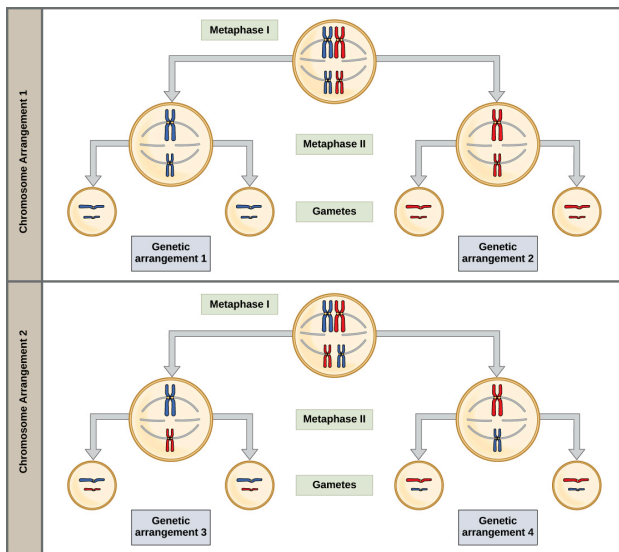 Chromosome Arrangement 1
Metaphase I
Metaphase II
Gametes
Genetic
arrangement 1
Genetic
arrangement 2
Chromosome Arrangement 2
Metaphase I
Metaphase II
Gametes
Genetic
arrangement 3
Genetic
arrangement 4